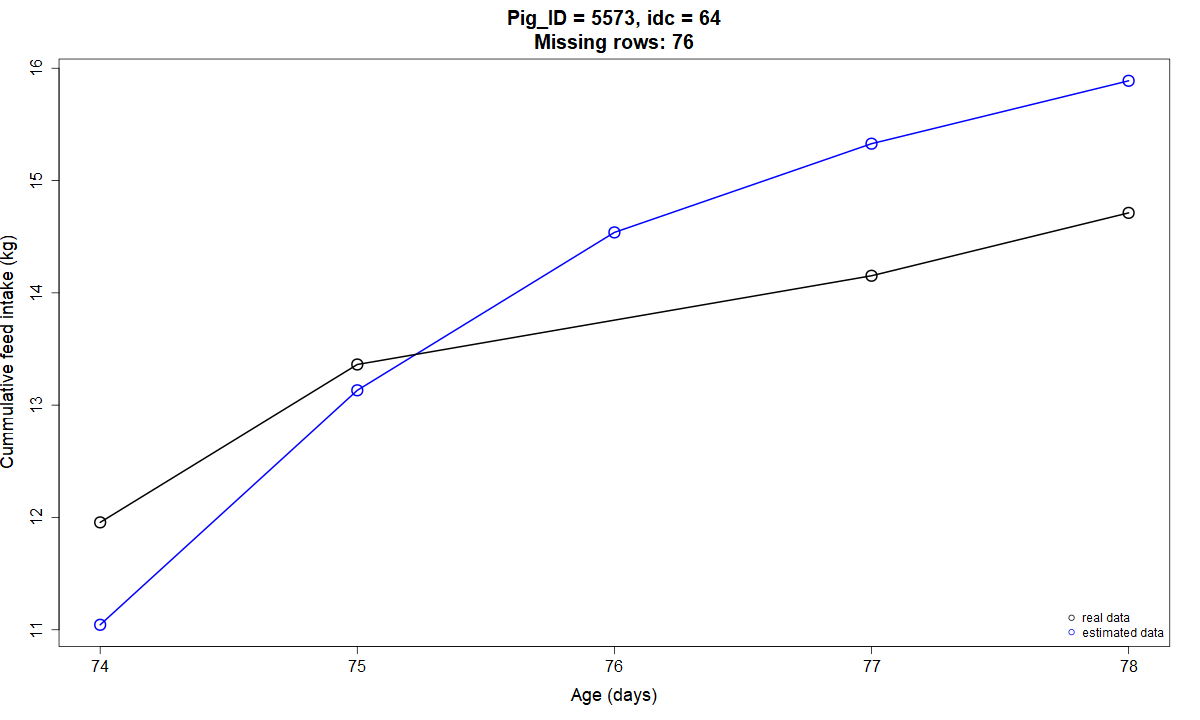 Pig_ID = 5573, idc = 64
Missing rows: 76
Cummulative feed intake (kg)
16
15
14
13
12
11
74 75 76 77 78
Age (days)
real data
estimated data